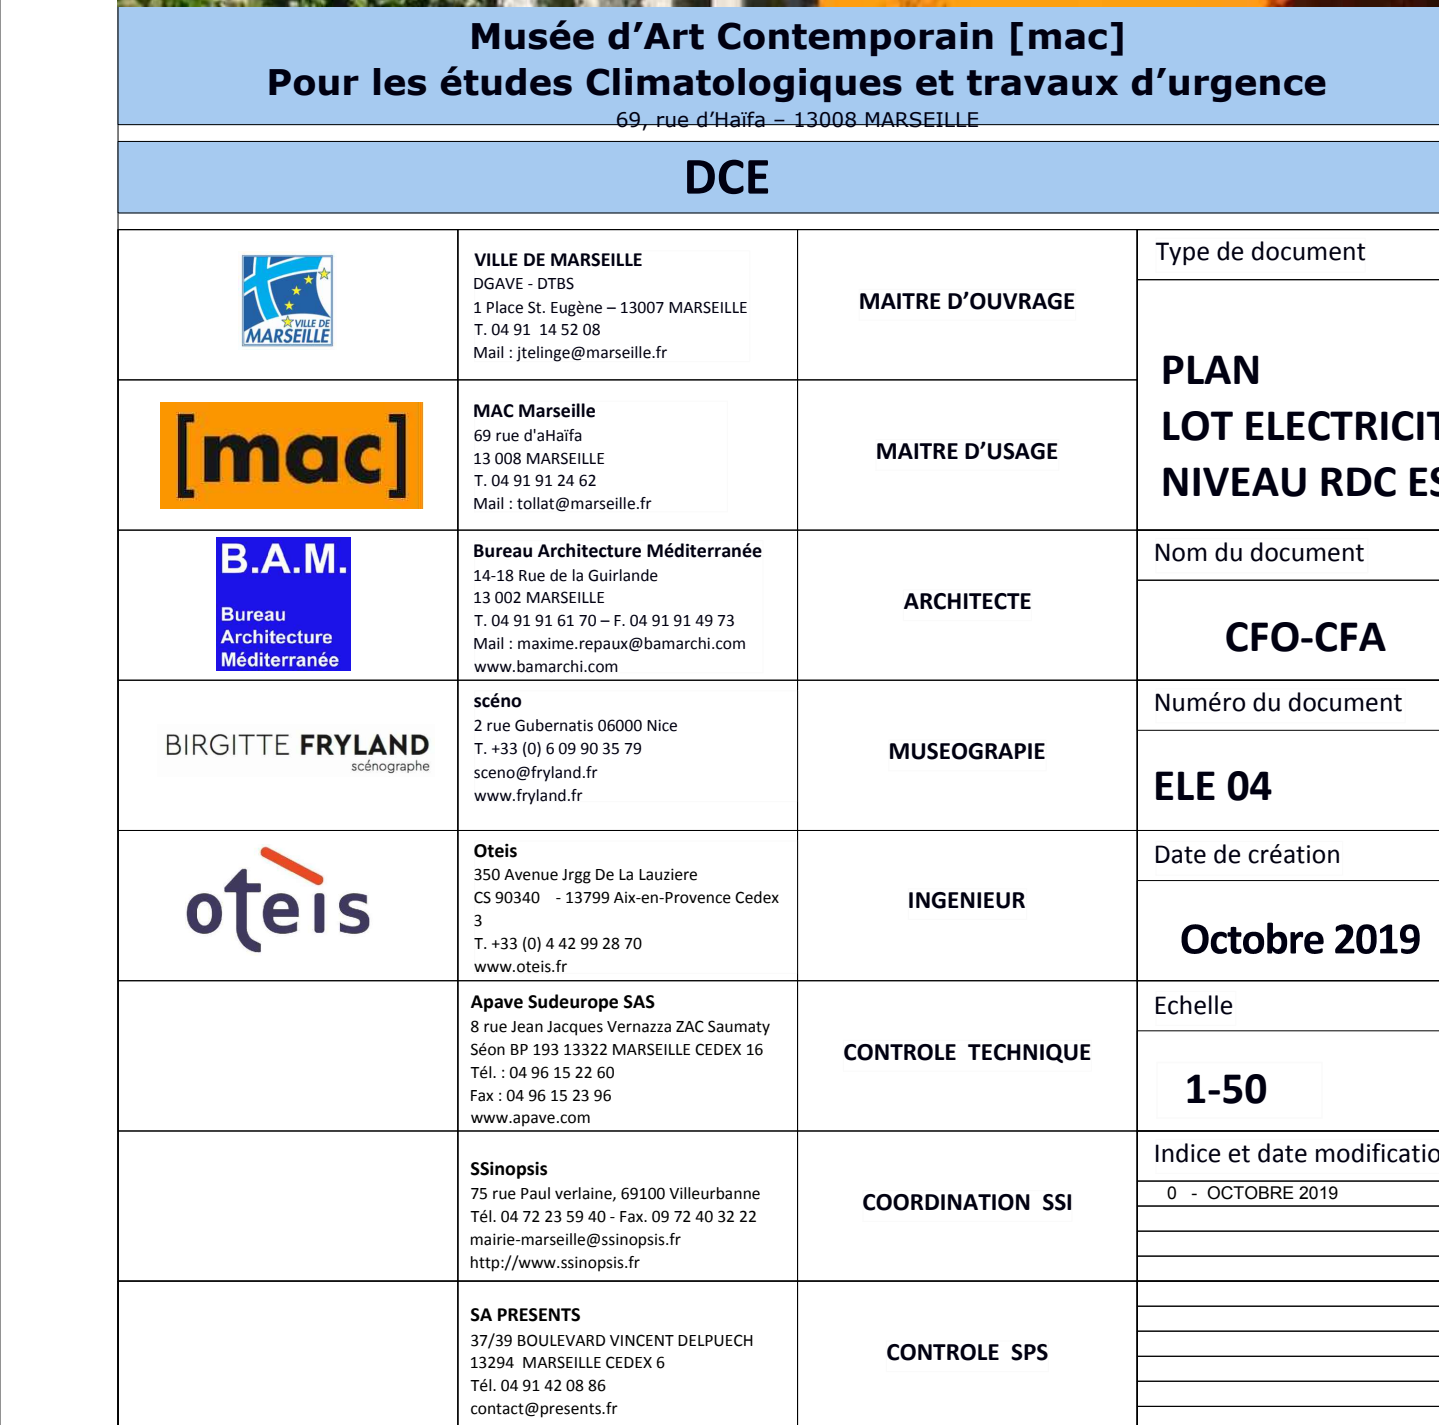 Musée d’Art Contemporain [mac]
Pour les études Climatologiques et travaux d’urgence
69, rue d’Haïfa – 13008 MARSEILLE
DCE
VILLE DE
MARSEILLE
VILLE DE MARSEILLE
DGAVE - DTBS
1 Place St. Eugène – 13007 MARSEILLE
T. 04 91  14 52 08
Mail : jtelinge@marseille.fr
MAITRE D’OUVRAGE
[mac]
MAC Marseille
69 rue d'aHaïfa
13 008 MARSEILLE
T. 04 91 91 24 62
Mail : tollat@marseille.fr
MAITRE D’USAGE
B.A.M.
Bureau
Architecture
Méditerranée
Bureau Architecture Méditerranée
14-18 Rue de la Guirlande
13 002 MARSEILLE
T. 04 91 91 61 70 – F. 04 91 91 49 73
Mail : maxime.repaux@bamarchi.com
www.bamarchi.com
ARCHITECTE
BIRGITTE FRYLAND
scénographe
scéno
2 rue Gubernatis 06000 Nice
T. +33 (0) 6 09 90 35 79
sceno@fryland.fr
www.fryland.fr
MUSEOGRAPIE
oteis
Oteis
350 Avenue Jrgg De La Lauziere
CS 90340    - 13799 Aix-en-Provence Cedex
3
T. +33 (0) 4 42 99 28 70
www.oteis.fr
INGENIEUR
Apave Sudeurope SAS
8 rue Jean Jacques Vernazza ZAC Saumaty
Séon BP 193 13322 MARSEILLE CEDEX 16
Tél. : 04 96 15 22 60
Fax : 04 96 15 23 96
www.apave.com
CONTROLE  TECHNIQUE
SSinopsis
75 rue Paul verlaine, 69100 Villeurbanne
Tél. 04 72 23 59 40 - Fax. 09 72 40 32 22
mairie-marseille@ssinopsis.fr
http://www.ssinopsis.fr
COORDINATION  SSI
SA PRESENTS
37/39 BOULEVARD VINCENT DELPUECH
13294  MARSEILLE CEDEX 6
Tél. 04 91 42 08 86
contact@presents.fr
CONTROLE  SPS
Type de document
PLAN
LOT ELECTRICIT
NIVEAU RDC ES
Nom du document
CFO-CFA
Numéro du document
ELE 04
Date de création
Octobre 2019
Echelle
1-50
Indice et date modificatio
0  -  OCTOBRE 2019